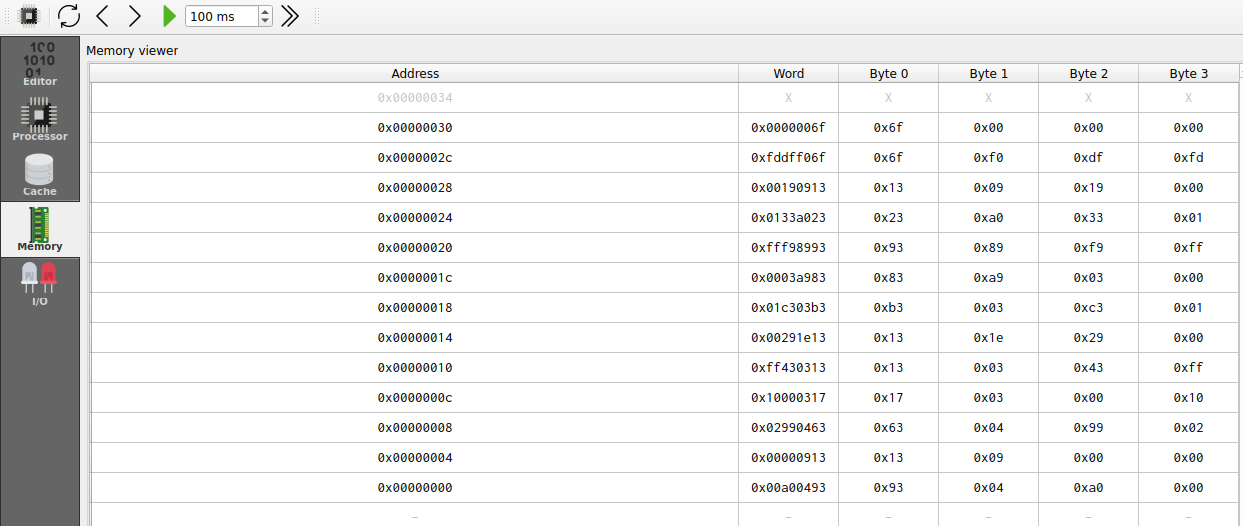 100 ms
100
1010
01
Editor
Processor
Cache
Memory
I/O
Memory viewer
Address Word Byte 0 Byte 1 Byte 2 Byte 3
0x00000034 X X X X X
0x00000030 0x0000006f 0x6f 0x00 0x00 0x00
0x0000002c 0xfddff06f 0x6f 0xf0 0xdf 0xfd
0x00000028 0x00190913 0x13 0x09 0x19 0x00
0x00000024 0x0133a023 0x23 0xa0 0x33 0x01
0x00000020 0xfff98993 0x93 0x89 0xf9 0xff
0x0000001c 0x0003a983 0x83 0xa9 0x03 0x00
0x00000018 0x01c303b3 0xb3 0x03 0xc3 0x01
0x00000014 0x00291e13 0x13 0x1e 0x29 0x00
0x00000010 0xff430313 0x13 0x03 0x43 0xff
0x0000000c 0x10000317 0x17 0x03 0x00 0x10
0x00000008 0x02990463 0x63 0x04 0x99 0x02
0x00000004 0x00000913 0x13 0x09 0x00 0x00
0x00000000 0x00a00493 0x93 0x04 0xa0 0x00
- - - - - -